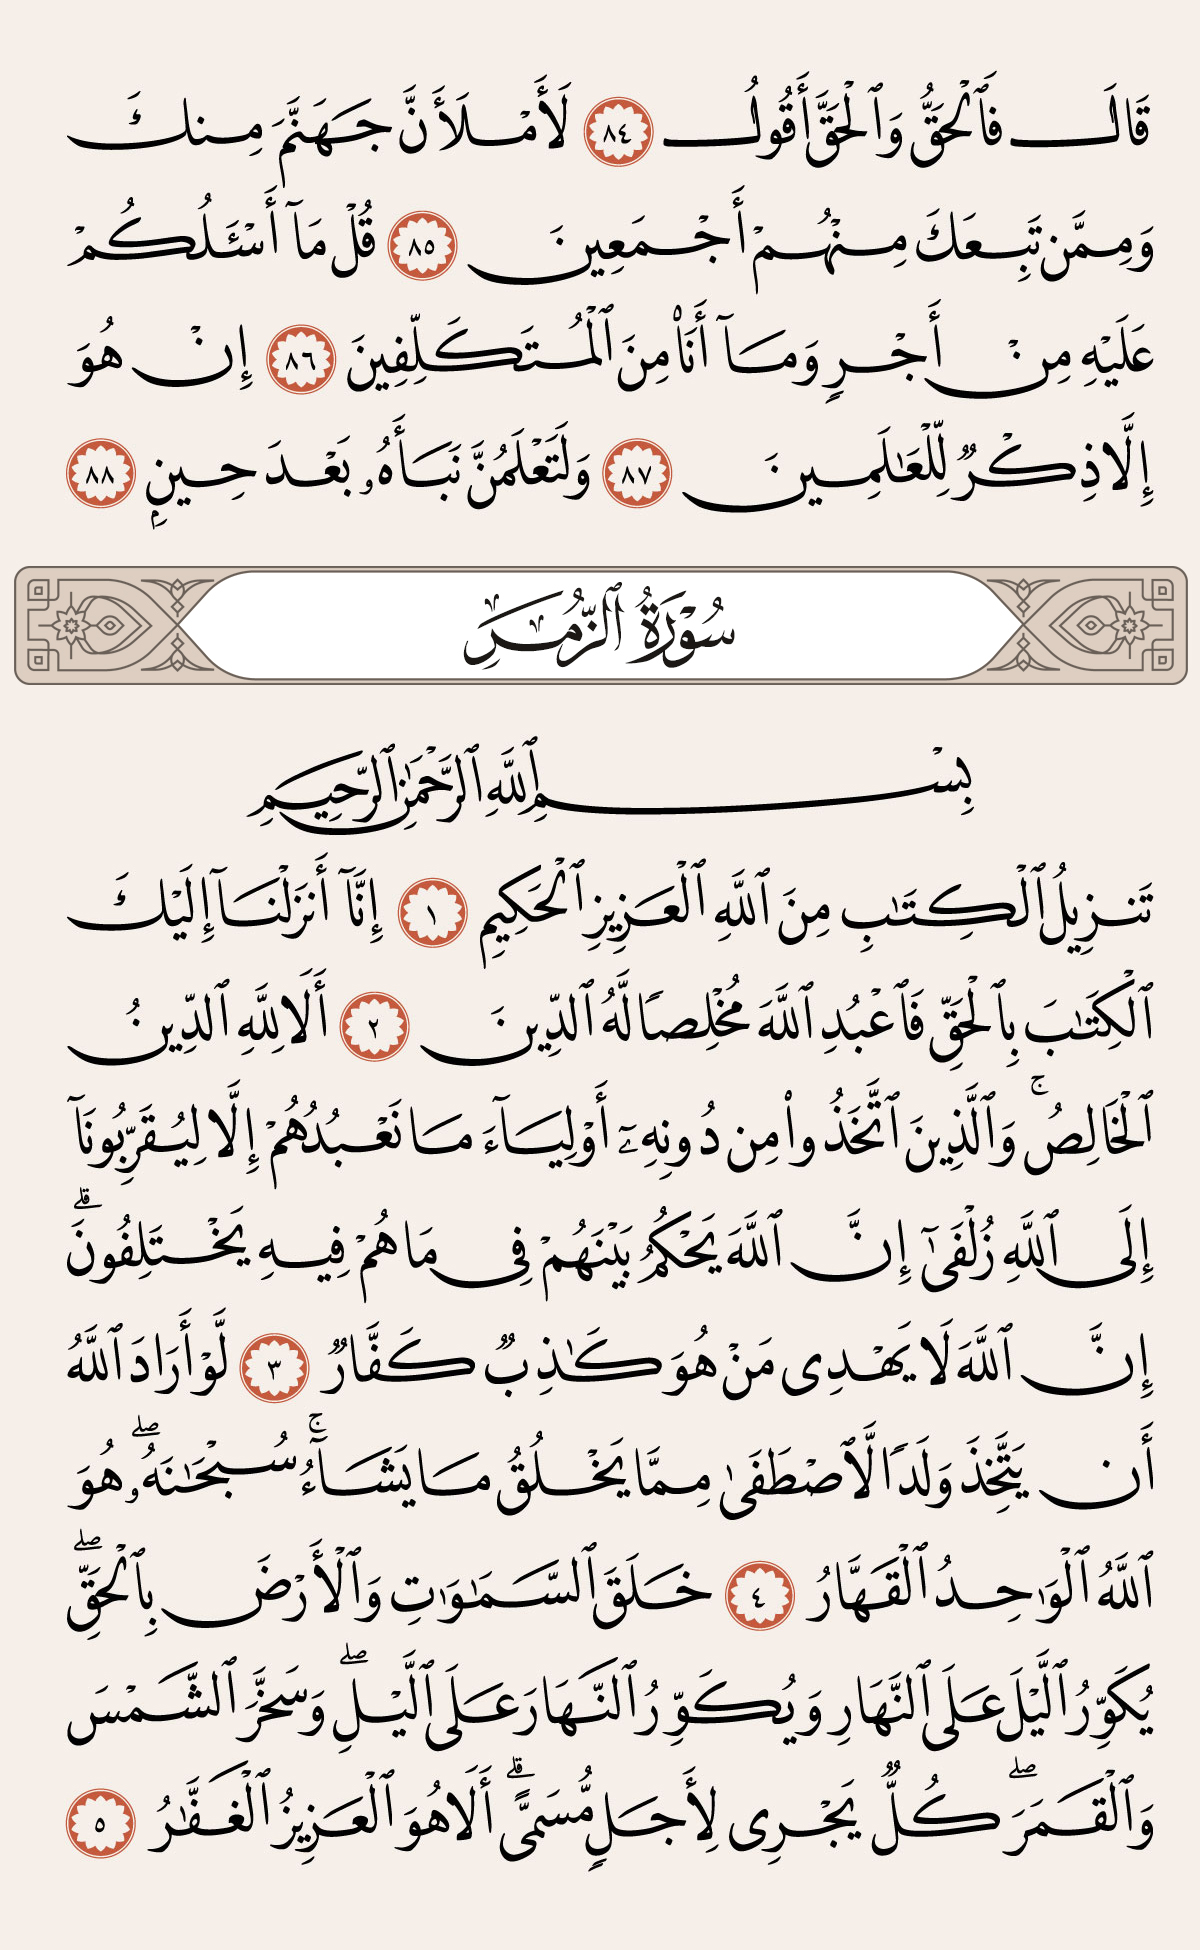 قَالَ فَٱلْحَقُّ وَٱلْحَقَّ أَقُولُ ٨٤ لَأَمْلَأَنَّ جَهَنَّمَ مِنكَ
وَمِمَّن تَبِعَكَ مِنْهُمْ أَجْمَعِينَ ٨٥ قُلْ مَآ أَسْـَٔلُكُمْ
عَلَيْهِ مِنْ أَجْرٍ وَمَآ أَنَا۠ مِنَ ٱلْمُتَكَلِّفِينَ ٨٦ إِنْ هُوَ
إِلَّا ذِكْرٌ لِّلْعَٰلَمِينَ ٨٧ وَلَتَعْلَمُنَّ نَبَأَهُۥ بَعْدَ حِينٍۭ ٨٨
سُورَةُ ٱلزُّمَرِ
بِسْمِ ٱللَّهِ ٱلرَّحْمَٰنِ ٱلرَّحِيمِ
تَنزِيلُ ٱلْكِتَٰبِ مِنَ ٱللَّهِ ٱلْعَزِيزِ ٱلْحَكِيمِ ١ إِنَّآ أَنزَلْنَآ إِلَيْكَ
ٱلْكِتَٰبَ بِٱلْحَقِّ فَٱعْبُدِ ٱللَّهَ مُخْلِصًا لَّهُ ٱلدِّينَ ٢ أَلَا لِلَّهِ ٱلدِّينُ
ٱلْخَالِصُ ۚ وَٱلَّذِينَ ٱتَّخَذُوا۟ مِن دُونِهِۦٓ أَوْلِيَآءَ مَا نَعْبُدُهُمْ إِلَّا لِيُقَرِّبُونَآ
إِلَى ٱللَّهِ زُلْفَىٰٓ إِنَّ ٱللَّهَ يَحْكُمُ بَيْنَهُمْ فِى مَا هُمْ فِيهِ يَخْتَلِفُونَ ۗ
إِنَّ ٱللَّهَ لَا يَهْدِى مَنْ هُوَ كَٰذِبٌ كَفَّارٌ ٣ لَّوْ أَرَادَ ٱللَّهُ
أَن يَتَّخِذَ وَلَدًا لَّٱصْطَفَىٰ مِمَّا يَخْلُقُ مَا يَشَآءُ ۚ سُبْحَٰنَهُۥ ۖ هُوَ
ٱللَّهُ ٱلْوَٰحِدُ ٱلْقَهَّارُ ٤ خَلَقَ ٱلسَّمَٰوَٰتِ وَٱلْأَرْضَ بِٱلْحَقِّ ۖ
يُكَوِّرُ ٱلَّيْلَ عَلَى ٱلنَّهَارِ وَيُكَوِّرُ ٱلنَّهَارَ عَلَى ٱلَّيْلِ ۖ وَسَخَّرَ ٱلشَّمْسَ
وَٱلْقَمَرَ ۖ كُلٌّ يَجْرِى لِأَجَلٍ مُّسَمًّى ۗ أَلَا هُوَ ٱلْعَزِيزُ ٱلْغَفَّٰرُ ٥